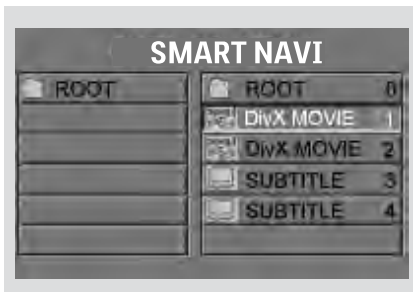 SMART NAVI
ROOT
ROOT 0
DivX MOVIE 1
DivX MOVIE 2
SUBTITLE 3
SUBTITLE 4